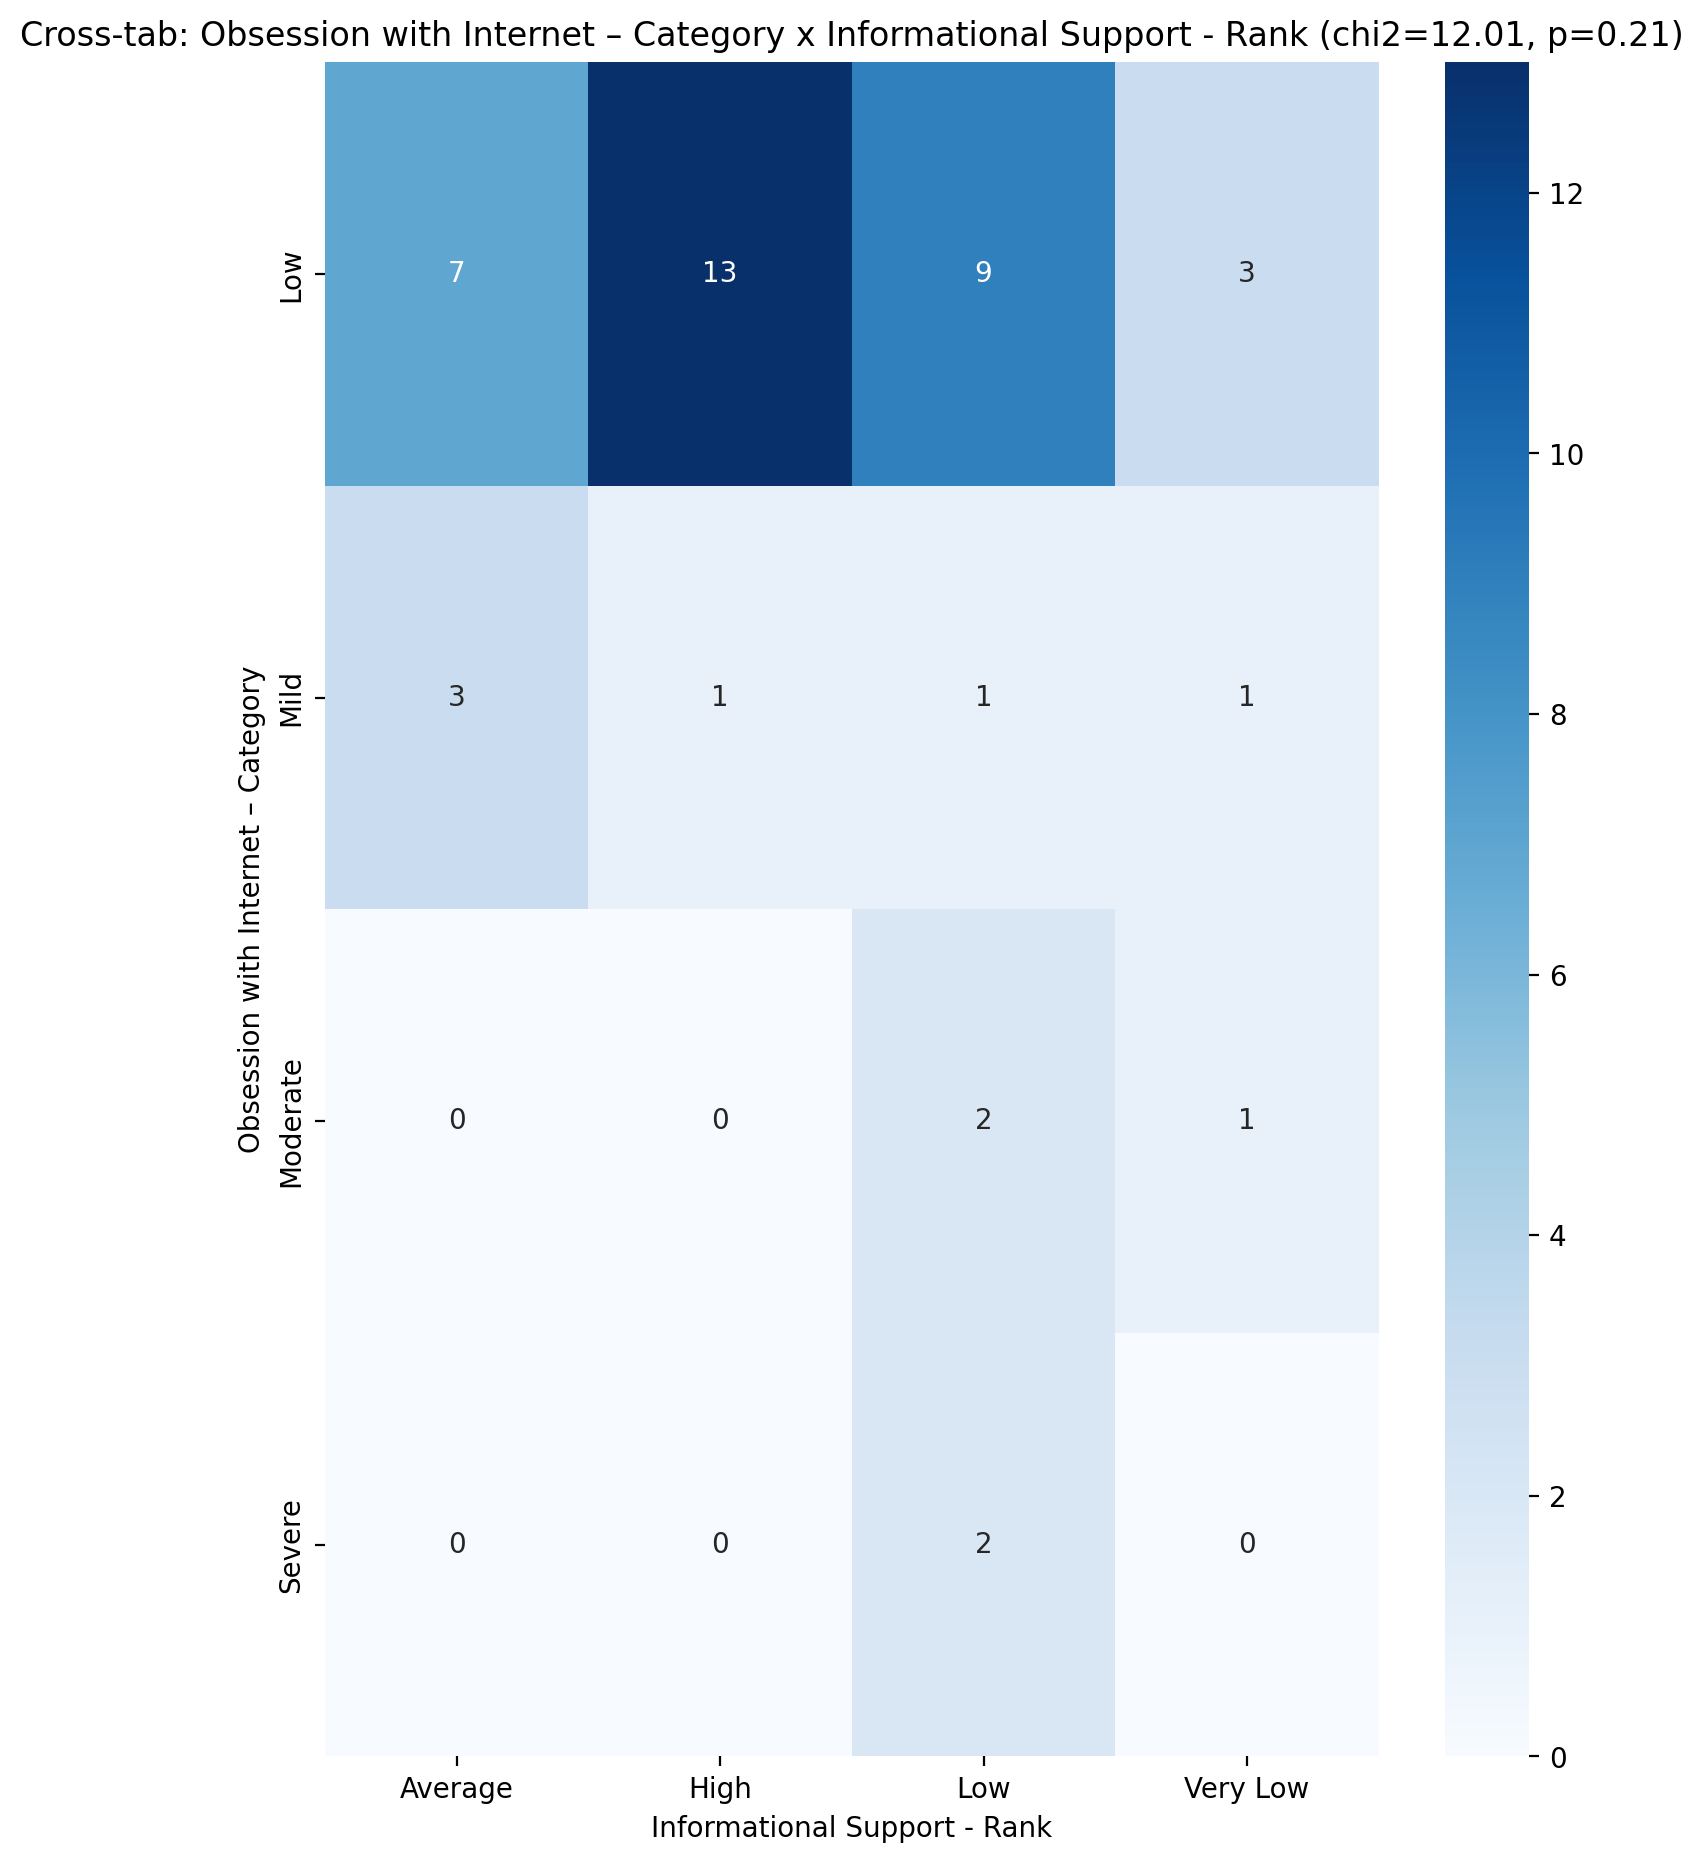 Cross-tab: Obsession with Internet – Category x Informational Support - Rank (chi2=12.01, p=0.21)
Obsession with Internet – Category
Low
7 13 9 3
Mild
3 1 1 1
Moderate
0 0 2 1
Severe
0 0 2 0
Average High Low Very Low
Informational Support - Rank
12
10
8
6
4
2
0